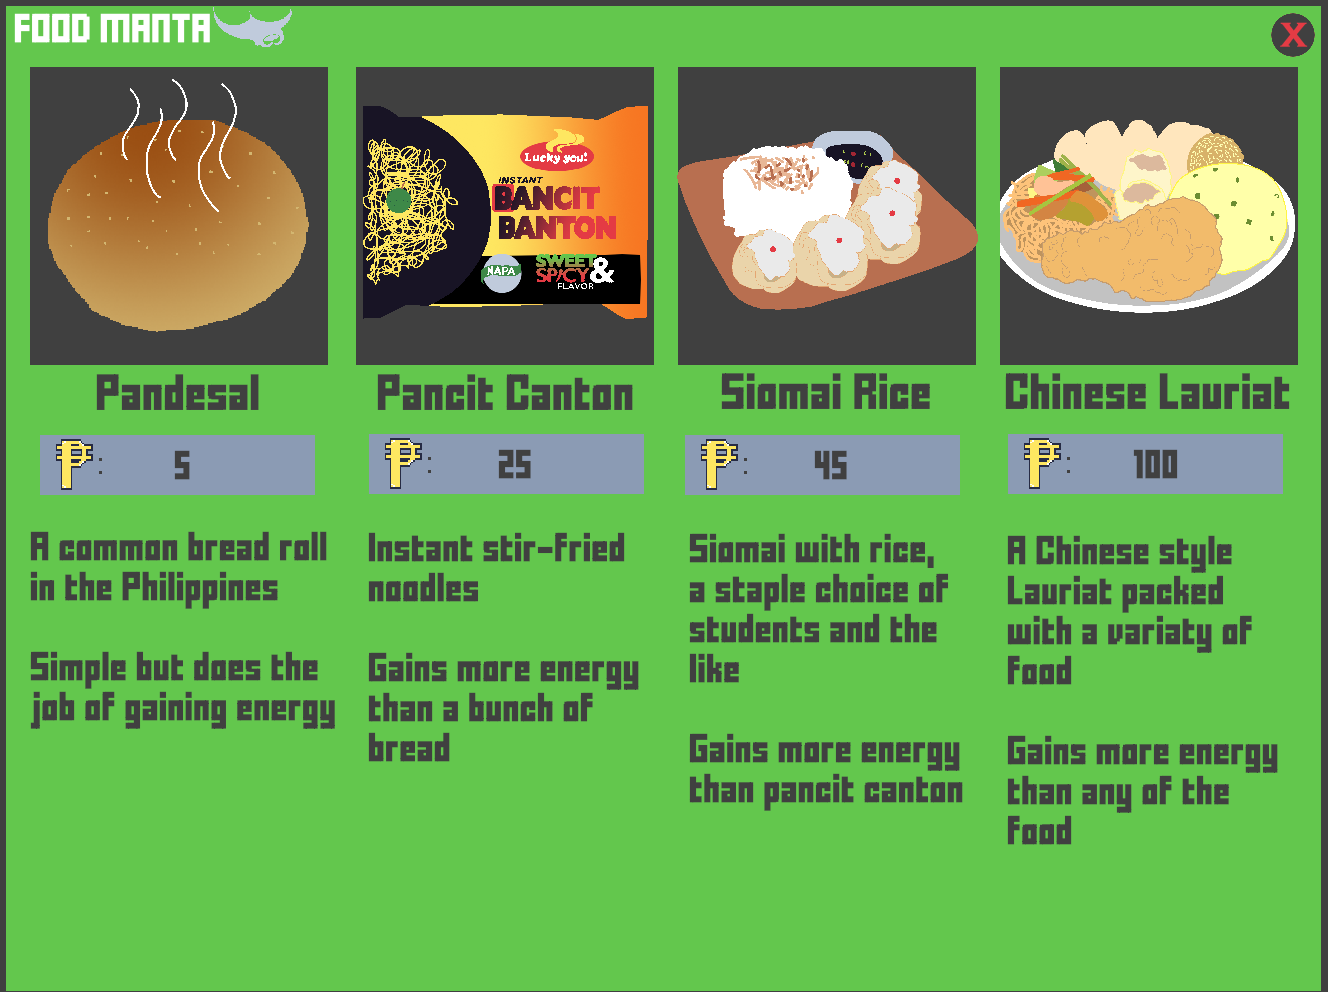 FOOD MANTA
X
Lucky you!
INSTANT
BANCIT
BANTON
NAPA
SWEET
&
SPICY
FLAVOR
Pandesal
Pancit Canton
Siomai Rice
Chinese Lauriat
₱: 5
₱: 25
₱: 45
₱: 100
A common bread roll
in the Philippines
Simple but does the
job of gaining energy
Instant stir-fried
noodles
Gains more energy
than a bunch of
bread
Siomai with rice,
a staple choice of
students and the
like
Gains more energy
than pancit canton
A Chinese style
Lauriat packed
with a variaty of
food
Gains more energy
than any of the
food